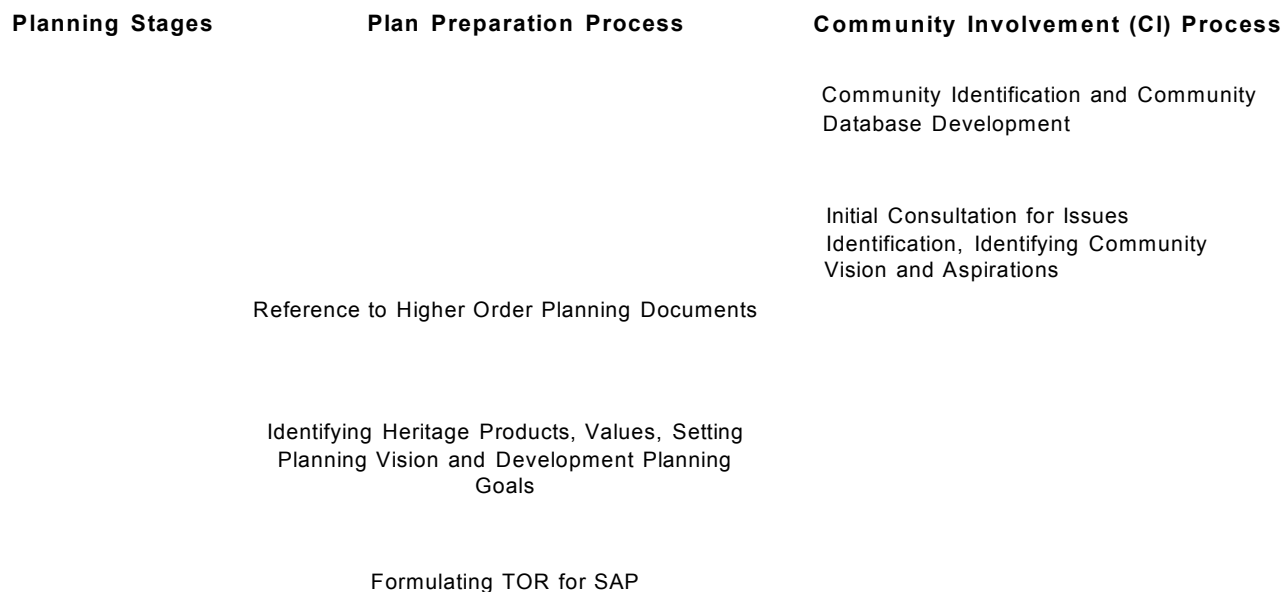 Planning Stages
Plan Preparation Process
Community Involvement (CI) Process
Community Identification and Community
Database Development
Initial Consultation for Issues
Identification, Identifying Community
Vision and Aspirations
Reference to Higher Order Planning Documents
Identifying Heritage Products, Values, Setting
Planning Vision and Development Planning
Goals
Formulating TOR for SAP